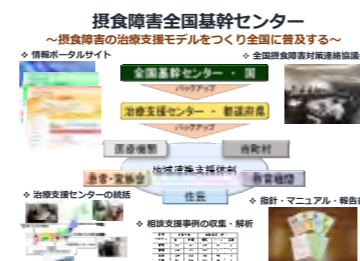 摂食障害全国基幹センター
～摂食障害の治療支援モデルをつくり全国に普及する～
❖ 情報ポータルサイト
❖ 全国摂食障害対策連絡協議
全国基幹センター ・ 国
バックアップ
治療支援センター ・ 都道府県
バックアップ
医療機関
市町村
地域連携支援体制
患者・家族会
教育機関
住民
❖ 治療支援センターの統括
❖ 相談支援事例の収集・解析
❖ 指針・マニュアル・報告